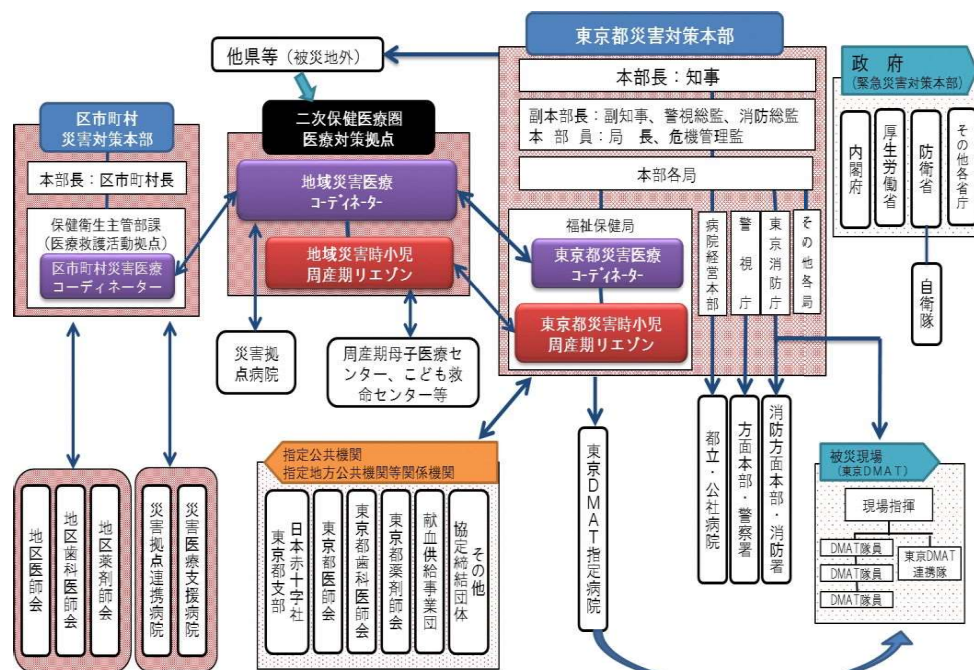 東京都災害対策本部
本部長：知事
副本部長：副知事、警視総監、消防総監
本 部 員：局 長、危機管理監
本部各局
福祉保健局
東京都災害医療
コーディネーター
東京都災害時小児
周産期リエゾン
病院経営本部
警視庁
東京消防庁
その他各局
他県等（被災地外）
二次保健医療圏
医療対策拠点
地域災害医療
コーディネーター
地域災害時小児
周産期リエゾン
区市町村
災害対策本部
本部長：区市町村長
保健衛生主管部課
（医療救護活動拠点）
区市町村災害医療
コーディネーター
政 府
（緊急災害対策本部）
内閣府
厚生労働省
防衛省
その他各省庁
自衛隊
災害拠
点病院
周産期母子医療セ
ンター、こども救
命センター等
地区医師会
地区歯科医師会
地区薬剤師会
災害拠点連携病院
災害医療支援病院
指定公共機関
指定地方公共機関等関係機関
日本赤十字社
東京都支部
東京都医師会
東京都歯科医師会
東京都薬剤師会
献血供給事業団
その他
協定締結団体
東京DMAT指定病院
都立・公社病院
方面本部・警察署
消防方面本部・消防署
被災現場
（東京DMAT）
現場指揮
DMAT隊員
DMAT隊員
DMAT隊員
東京DMAT
連携隊